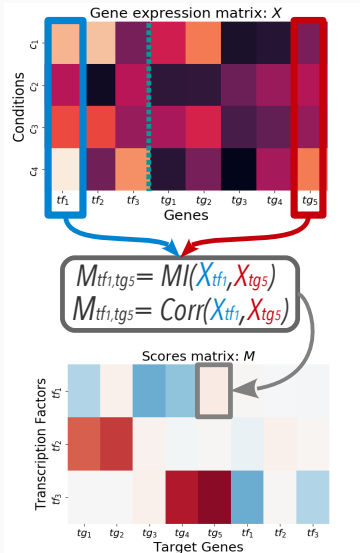 Gene expression matrix: X
Conditions
c1
c2
c3
c4
tf1 tf2 tf3 tg1 tg2 tg3 tg4 tg5
Genes
Mtf1,tg5= MI(Xtf1,Xtg5)
Mtf1,tg5= Corr(Xtf1,Xtg5)
Scores matrix: M
Transcription Factors
tf1
tf2
tf3
tg1 tg2 tg3 tg4 tg5 tf1 tf2 tf3
Target Genes